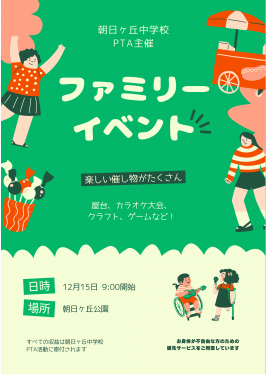 朝日ヶ丘中学校
PTA主催
ファミリー
イベント
楽しい催し物がたくさん
屋台、カラオケ大会、
クラフト、ゲームなど！
日時 12月15日 9:00開始
場所 朝日ヶ丘公園
すべての収益は朝日ヶ丘中学校
PTA活動に寄付されます
お身体が不自由な方のための
優先サービスをご用意しています